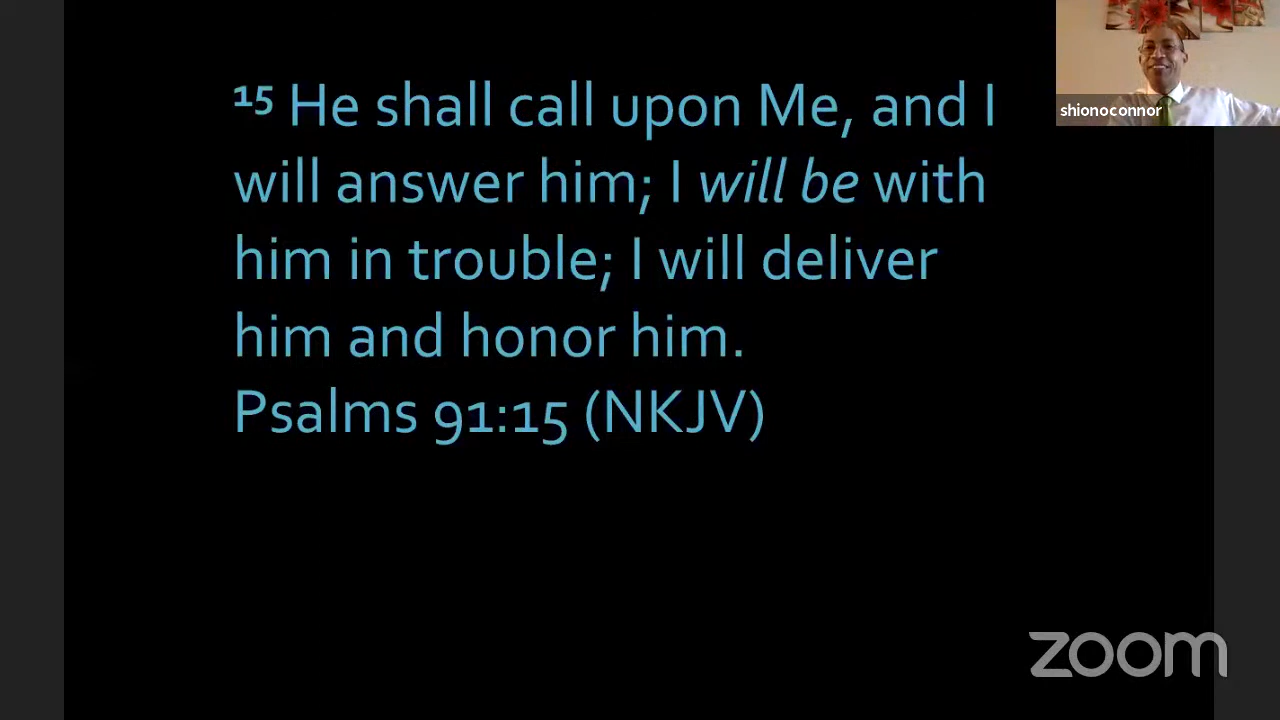 shionoconnor
15 He shall call upon Me, and I
will answer him; I will be with
him in trouble; I will deliver
him and honor him.
Psalms 91:15 (NKJV)
zoom